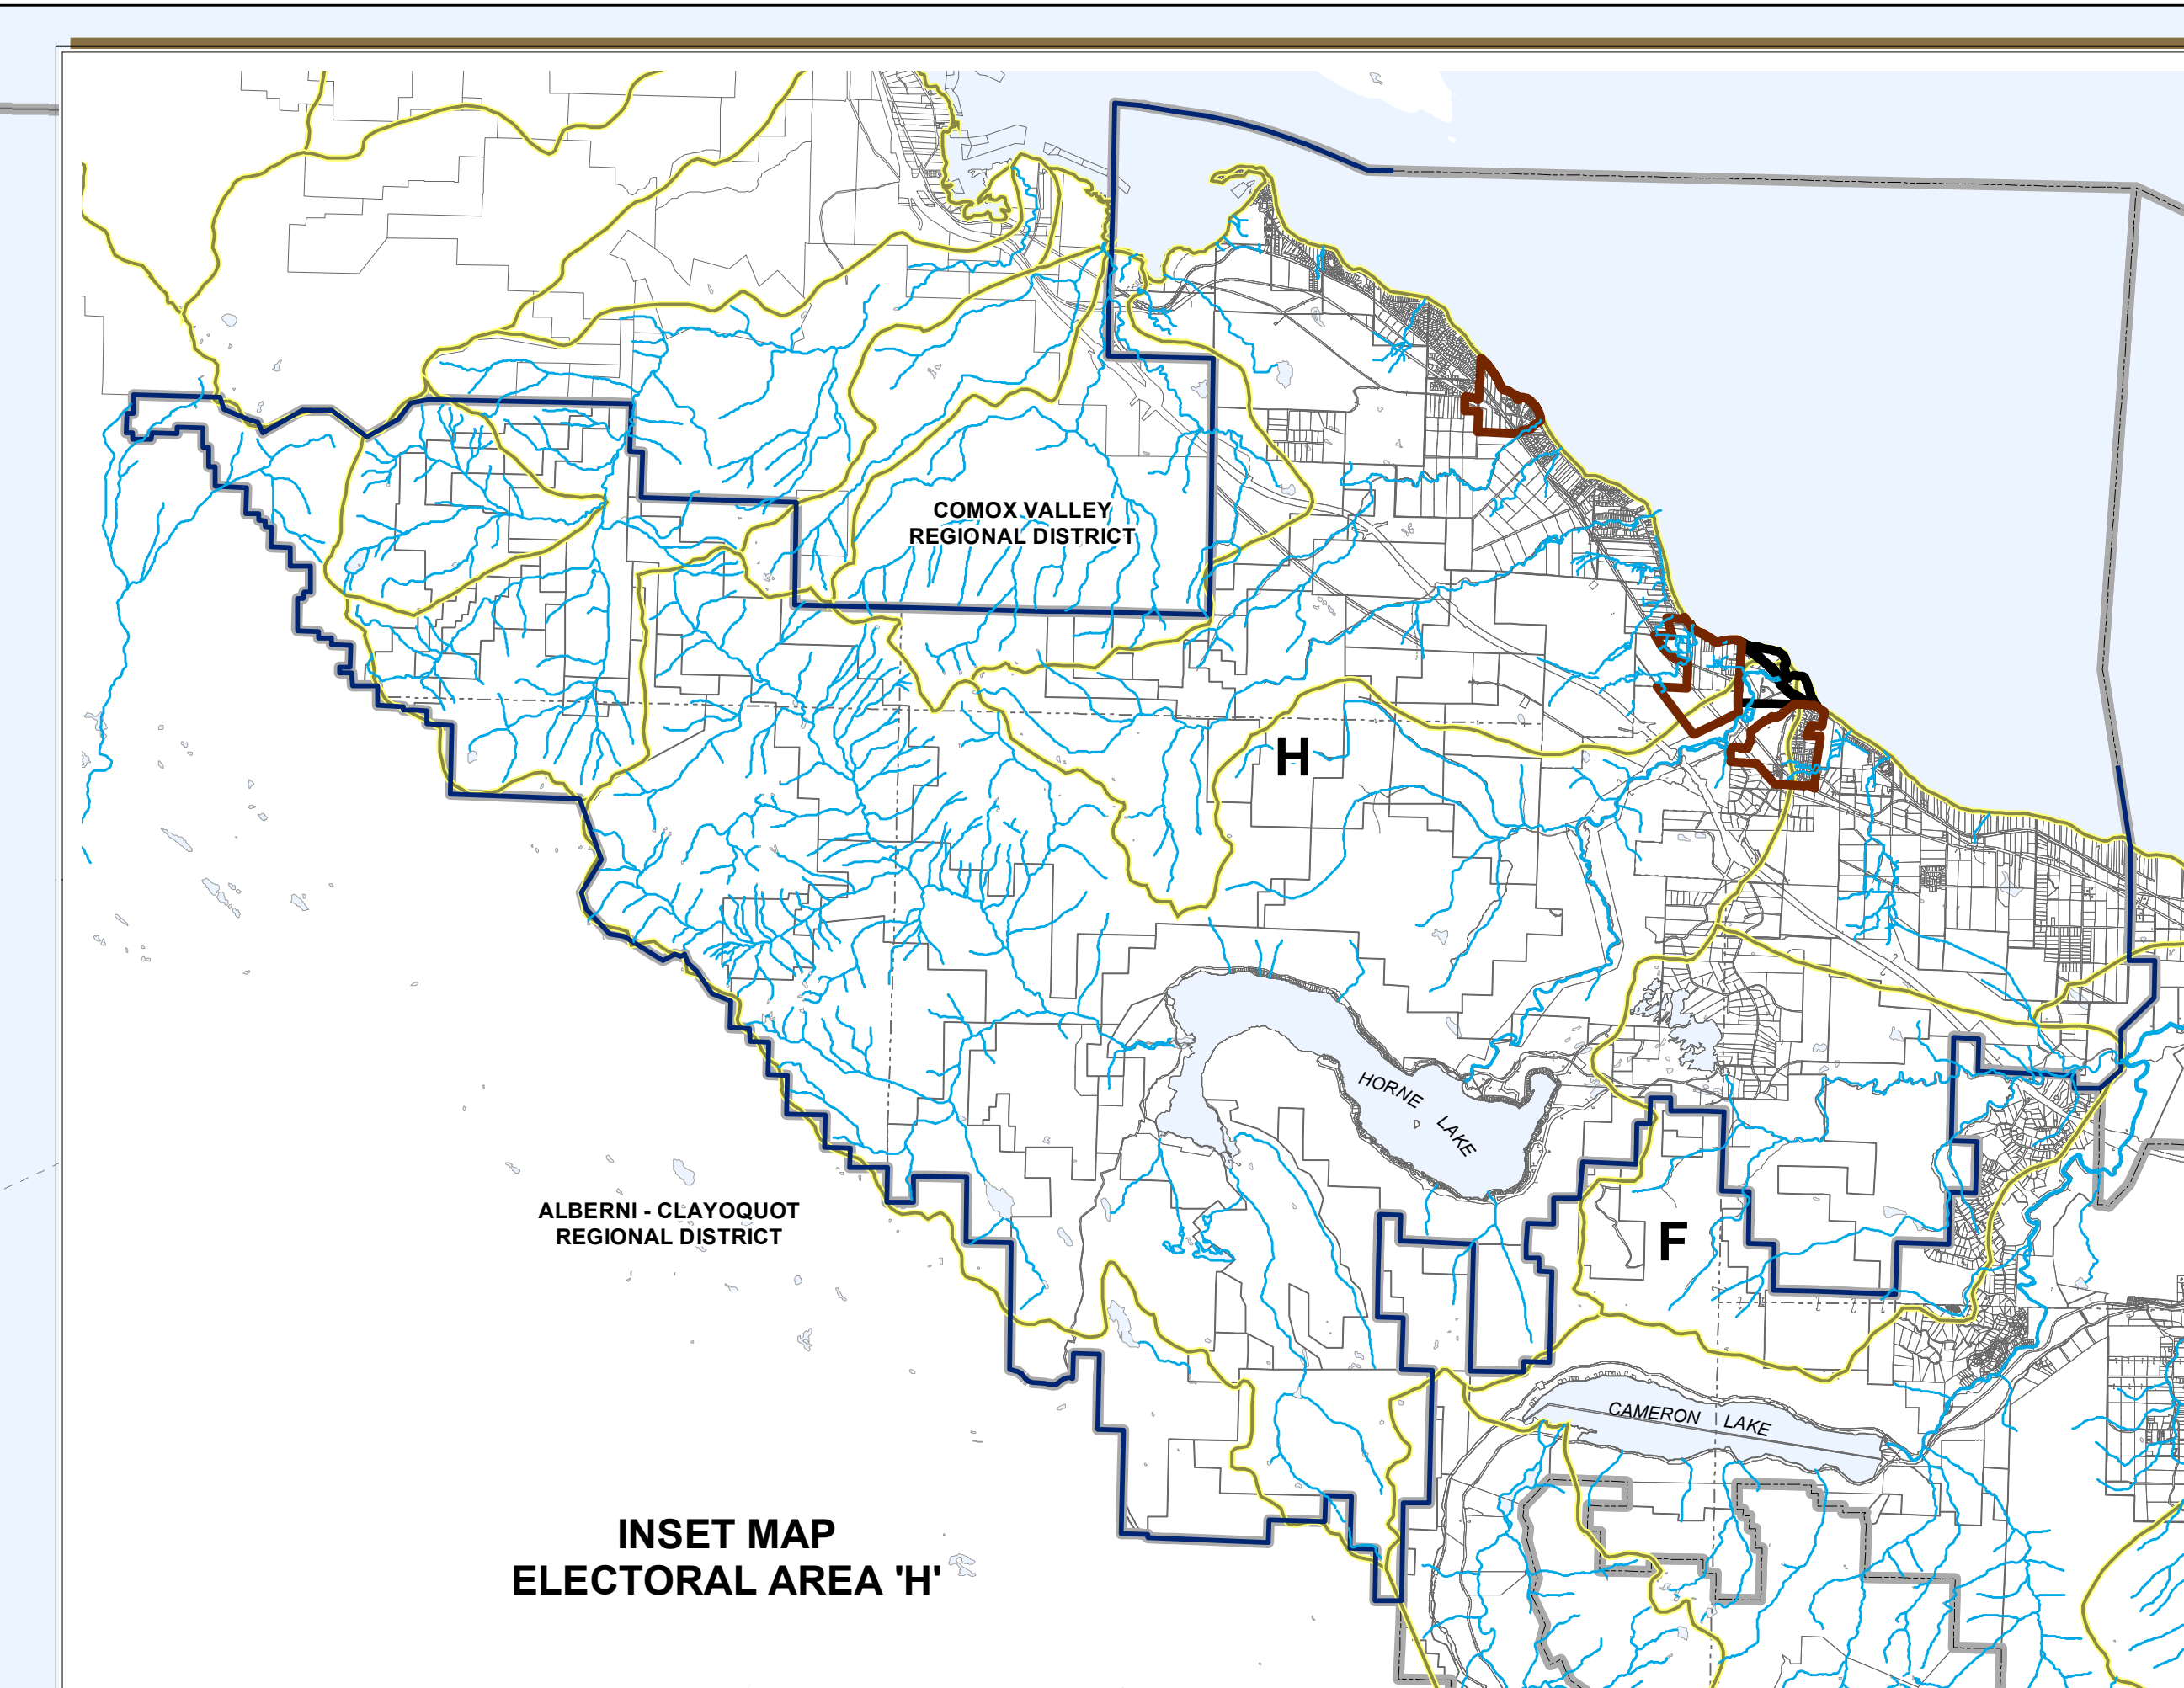 COMOX VALLEY
REGIONAL DISTRICT
H
HORNE LAKE
ALBERNI - CLAYOQUOT
REGIONAL DISTRICT
F
CAMERON LAKE
INSET MAP
ELECTORAL AREA 'H'